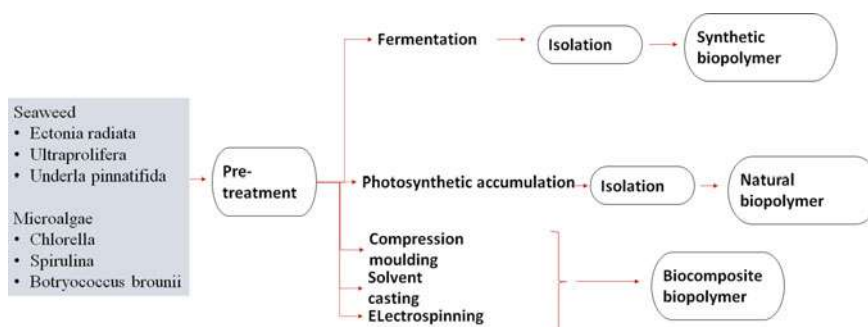 Seaweed
• Ectonia radiata
• Ultraprolifera
• Underla pinnatifida
Microalgae
• Chlorella
• Spirulina
• Botryococcus brounii
Pre-
treatment
Fermentation
Isolation
Synthetic
biopolymer
Photosynthetic accumulation
Isolation
Natural
biopolymer
Compression
moulding
Solvent
casting
ELectrospinning
Biocomposite
biopolymer